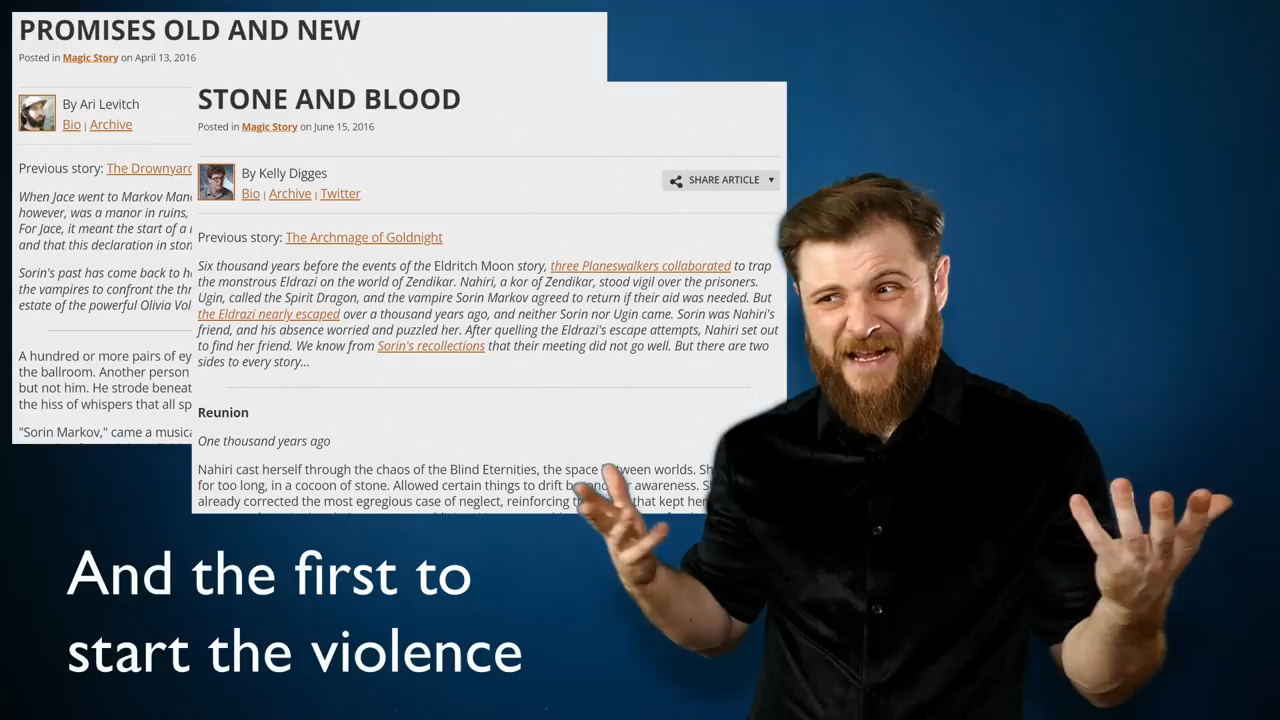 PROMISES OLD AND NEW
Posted in Magic Story on April 13, 2016
By Ari Levitch
Bio | Archive
Previous story: The Drownyard
When Jace went to Markov
however, was a manor in ruins,
For Jace, it meant the start of a
and that this declaration in
Sorin's past has come back to
the vampires to confront the
estate of the powerful Olivia
A hundred or more pairs of
the ballroom. Another person
but not him. He strode
the hiss of whispers that all
"Sorin Markov," came a
STONE AND BLOOD
Posted in Magic Story on June 15, 2016
By Kelly Digges
Bio | Archive | Twitter
SHARE ARTICLE
Previous story: The Archmage of Goldnight
Six thousand years before the events of the Eldritch Moon story, three Planeswalkers collaborated to trap
the monstrous Eldrazi on the world of Zendikar. Nahiri, a kor of Zendikar, stood vigil over the prisoners.
Ugin, called the Spirit Dragon, and the vampire Sorin Markov agreed to return if their aid was needed. But
the Eldrazi nearly escaped over a thousand years ago, and neither Sorin nor Ugin came. Sorin was Nahiri's
friend, and his absence worried and puzzled her. After quelling the Eldrazi's escape attempts, Nahiri set out
to find her friend. We know from Sorin's recollections that their meeting did not go well. But there are two
sides to every story...
Reunion
One thousand years ago
Nahiri cast herself through the chaos of the Blind Eternities, the space between worlds.
for too long, in a cocoon of stone. Allowed certain things to drift awareness.
already corrected the most egregious case of neglect, reinforcing that kept
And the first to
start the violence